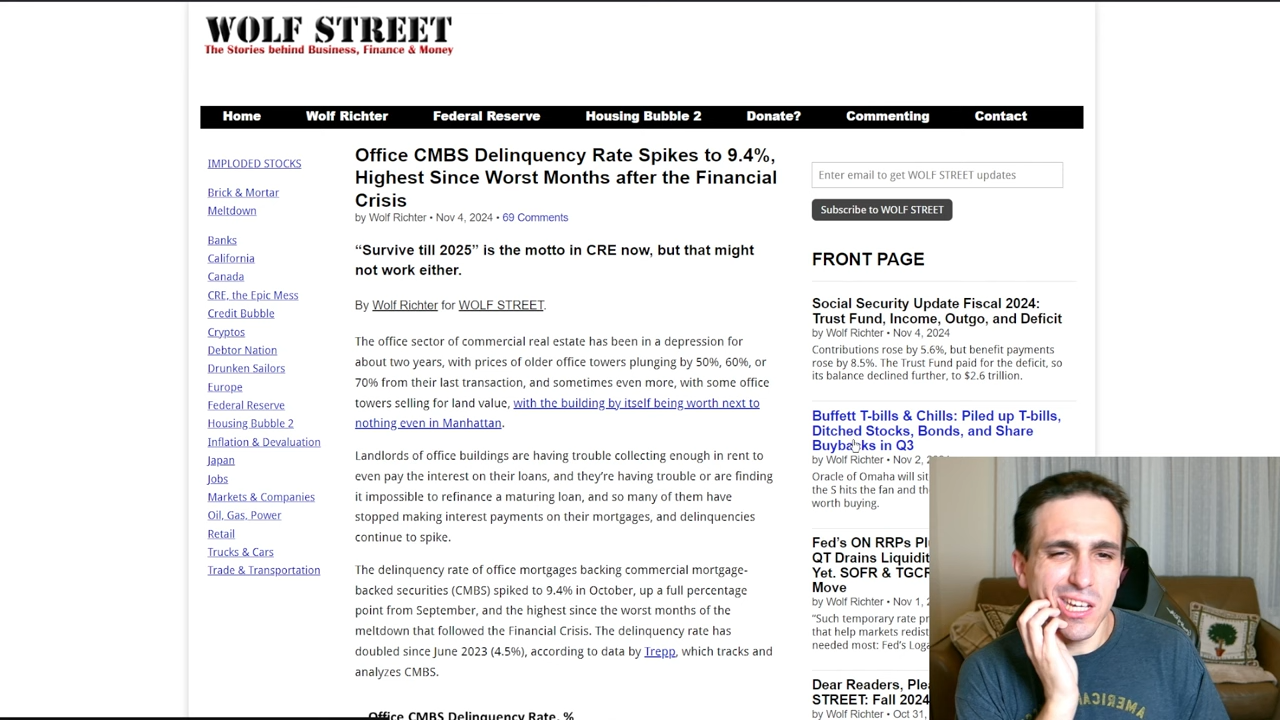 WOLF STREET
The Stories behind Business, Finance & Money
Home Wolf Richter Federal Reserve Housing Bubble 2 Donate? Commenting Contact
IMPLODED STOCKS
Brick & Mortar
Meltdown
Banks
California
Canada
CRE, the Epic Mess
Credit Bubble
Cryptos
Debtor Nation
Drunken Sailors
Europe
Federal Reserve
Housing Bubble 2
Inflation & Devaluation
Japan
Jobs
Markets & Companies
Oil, Gas, Power
Retail
Trucks & Cars
Trade & Transportation
Office CMBS Delinquency Rate Spikes to 9.4%,
Highest Since Worst Months after the Financial
Crisis
by Wolf Richter • Nov 4, 2024 • 69 Comments
“Survive till 2025” is the motto in CRE now, but that might
not work either.
By Wolf Richter for WOLF STREET.
The office sector of commercial real estate has been in a depression for
about two years, with prices of older office towers plunging by 50%, 60%, or
70% from their last transaction, and sometimes even more, with some office
towers selling for land value, with the building by itself being worth next to
nothing even in Manhattan.
Landlords of office buildings are having trouble collecting enough in rent to
even pay the interest on their loans, and they’re having trouble or are finding
it impossible to refinance a maturing loan, and so many of them have
stopped making interest payments on their mortgages, and delinquencies
continue to spike.
The delinquency rate of office mortgages backing commercial mortgage-
backed securities (CMBS) spiked to 9.4% in October, up a full percentage
point from September, and the highest since the worst months of the
meltdown that followed the Financial Crisis. The delinquency rate has
doubled since June 2023 (4.5%), according to data by Trepp, which tracks and
analyzes CMBS.
Office CMBS Delinquency Rate, %
Enter email to get WOLF STREET updates
Subscribe to WOLF STREET
FRONT PAGE
Social Security Update Fiscal 2024:
Trust Fund, Income, Outgo, and Deficit
by Wolf Richter • Nov 4, 2024
Contributions rose by 5.6%, but benefit payments
rose by 8.5%. The Trust Fund paid for the deficit, so
its balance declined further, to $2.6 trillion.
Buffett T-bills & Chills: Piled up T-bills,
Ditched Stocks, Bonds, and Share
Buybacks in Q3
by Wolf Richter • Nov 2,
Oracle of Omaha will
the S hits the fan and
worth buying.
Fed’s ON RRPs
QT Drains
Yet. SOFR &
Move
by Wolf Richter • Nov 1,
“Such temporary rate
that help markets
needed most: Fed’s
Dear Readers,
STREET: Fall 2024
by Wolf Richter • Oct 31,
AMERICAN